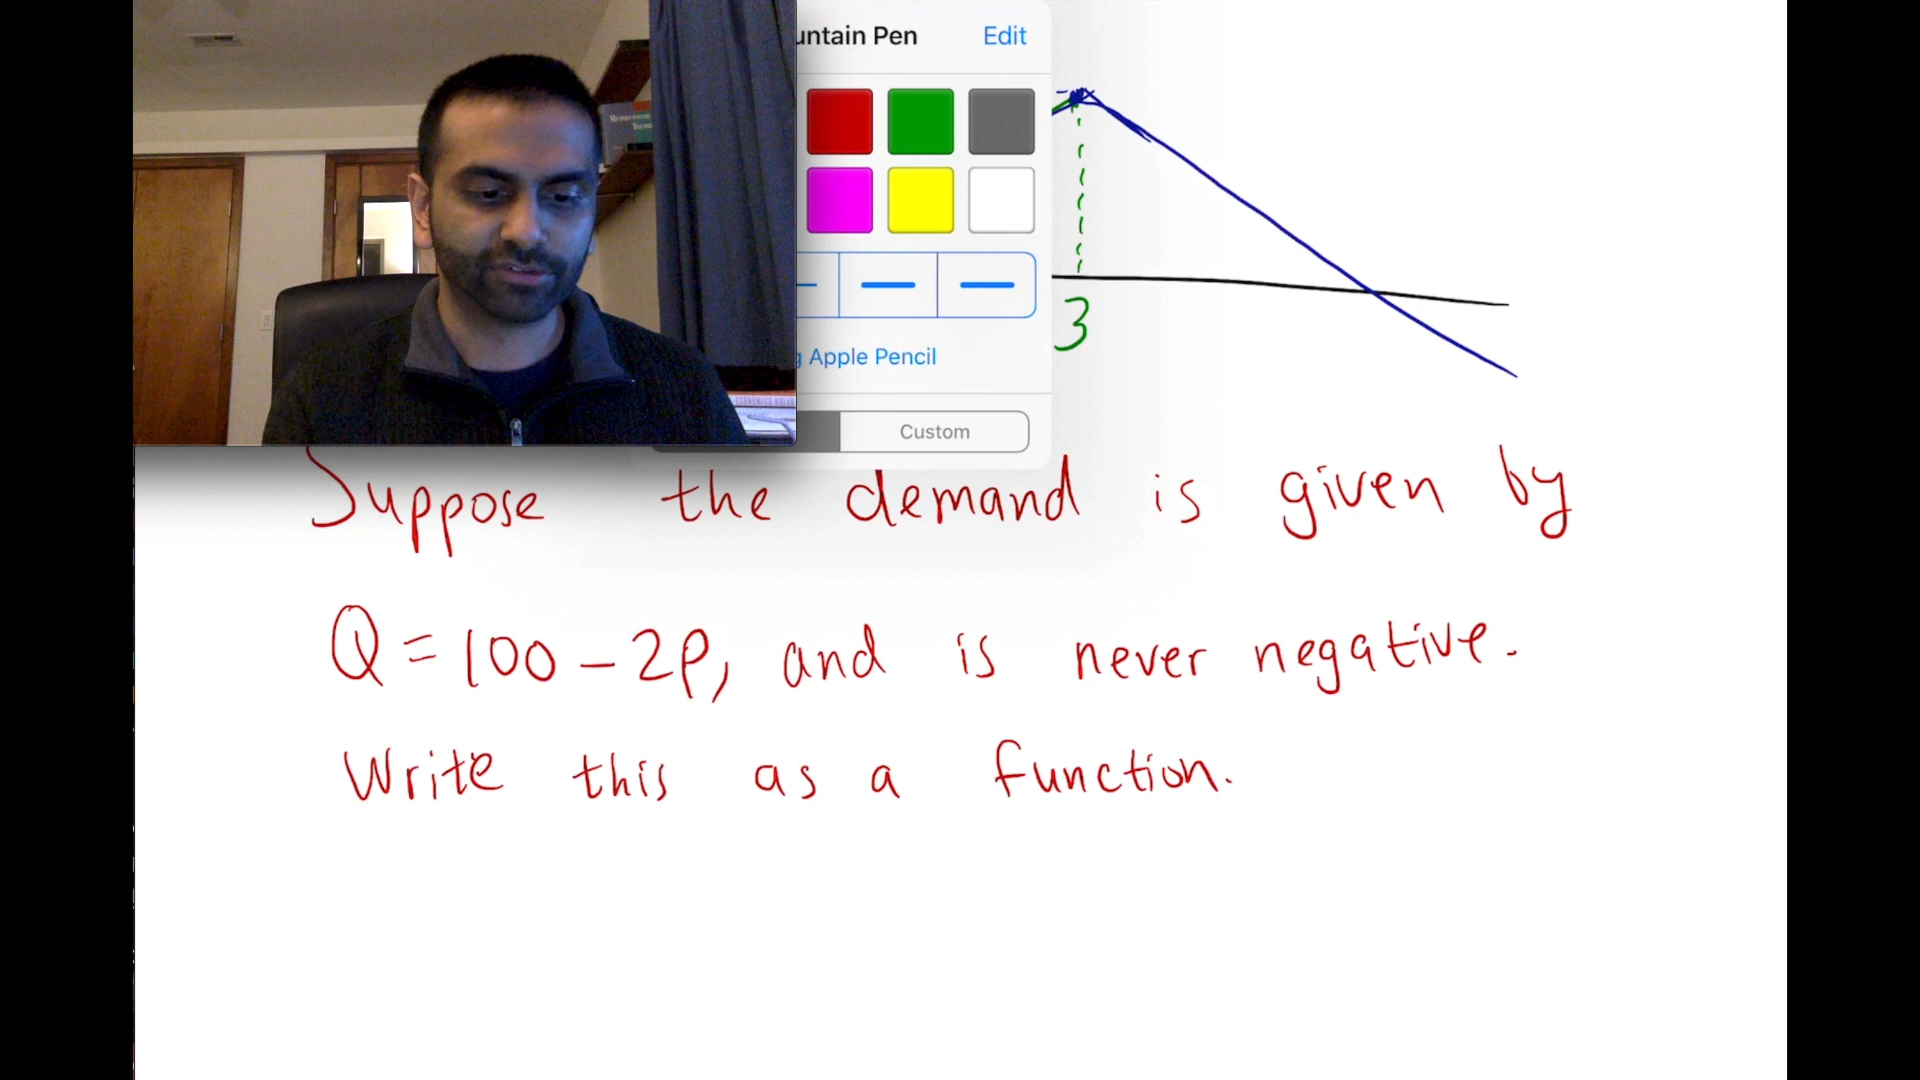 untain Pen Edit
3
g Apple Pencil
Custom
Suppose the demand is given by
Q = 100 - 2p, and is never negative.
Write this as a function.